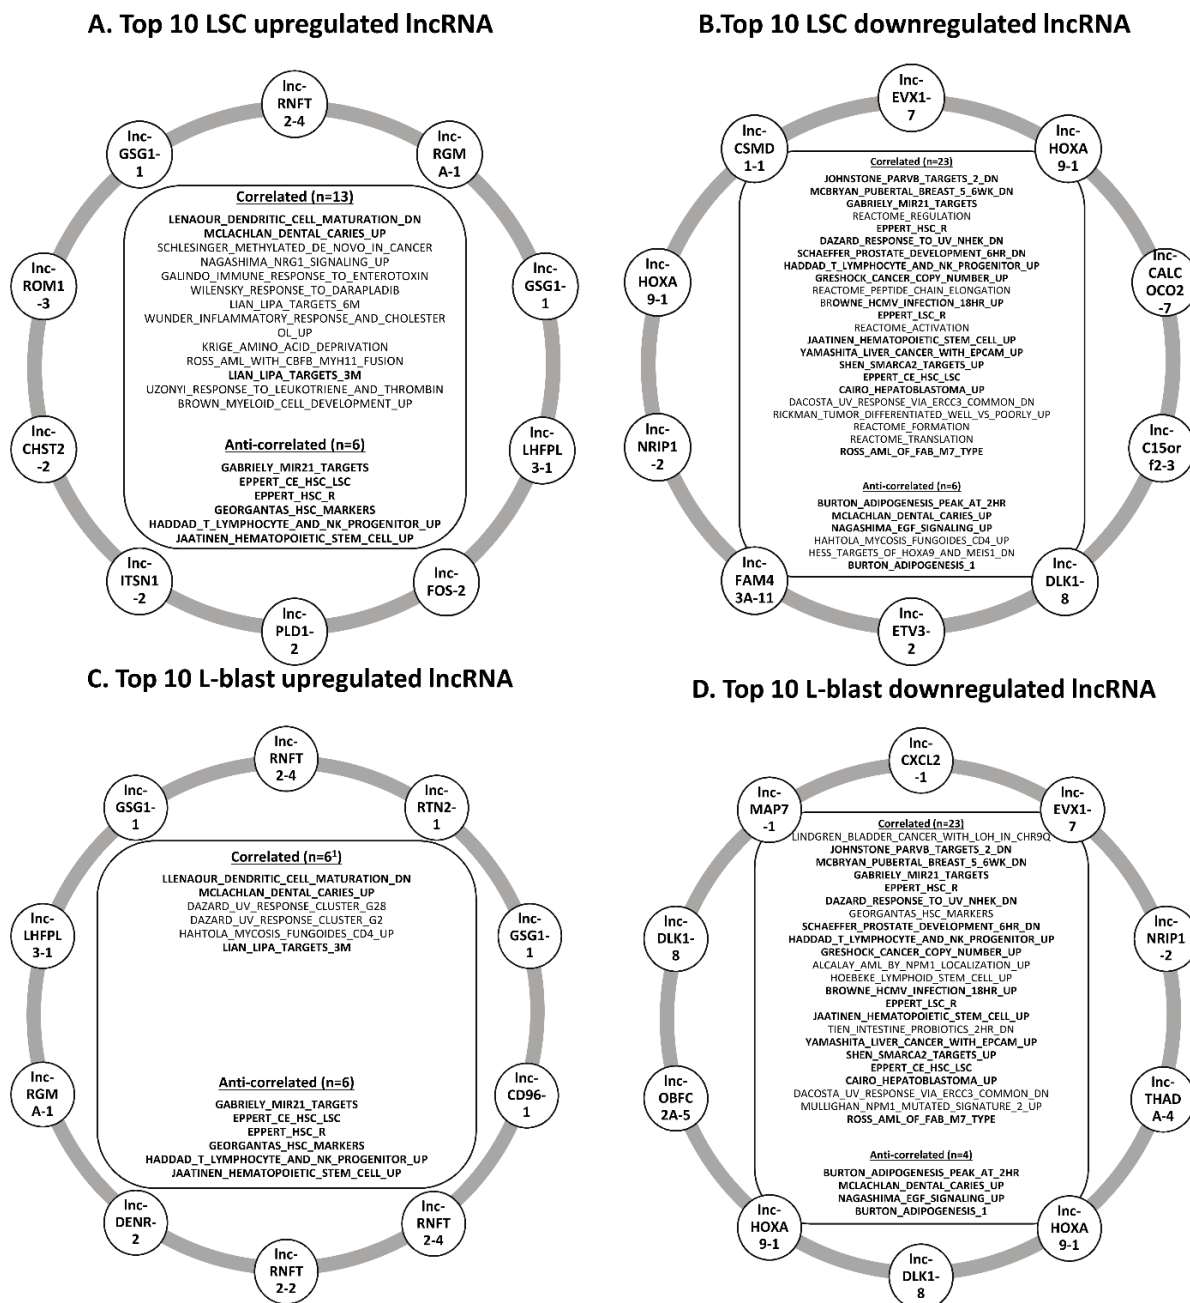 A. Top 10 LSC upregulated lncRNA
lnc-
RNFT
2-4
lnc-
GSG1-
1
lnc-
RGM
A-1
lnc-
ROM1
-3
lnc-
GSG1-
1
lnc-
CHST2
-2
lnc-
LHFPL
3-1
lnc-
ITSN1
-2
lnc-
FOS-2
lnc-
PLD1-
2
Correlated (n=13)
LENAOUR_DENDRITIC_CELL_MATURATION_DN
MCLACHLAN_DENTAL_CARIES_UP
SCHLESINGER_METHYLATED_DE_NOVO_IN_CANCER
NAGASHIMA_NRG1_SIGNALING_UP
GALINDO_IMMUNE_RESPONSE_TO_ENTEROTOXIN
WILENSKY_RESPONSE_TO_DARAPLADIB
LIAN_LIPA_TARGETS_6M
WUNDER_INFLAMMATORY_RESPONSE_AND_CHOLESTER
OL_UP
KRIGE_AMINO_ACID_DEPRIVATION
ROSS_AML_WITH_CBFB_MYH11_FUSION
LIAN_LIPA_TARGETS_3M
UZONYI_RESPONSE_TO_LEUKOTRIENE_AND_THROMBIN
BROWN_MYELOID_CELL_DEVELOPMENT_UP
Anti-correlated (n=6)
GABRIELY_MIR21_TARGETS
EPPERT_CE_HSC_LSC
EPPERT_HSC_R
GEORGANTAS_HSC_MARKERS
HADDAD_T_LYMPHOCYTE_AND_NK_PROGENITOR_UP
JAATINEN_HEMATOPOIETIC_STEM_CELL_UP
B.Top 10 LSC downregulated lncRNA
lnc-
EVX1-
7
lnc-
CSMD
1-1
lnc-
HOXA
9-1
lnc-
HOXA
9-1
lnc-
CALC
OCO2
-7
lnc-
NRIP1
-2
lnc-
C15or
f2-3
lnc-
FAM4
3A-11
lnc-
DLK1-
8
lnc-
ETV3-
2
Correlated (n=23)
JOHNSTONE_PARVB_TARGETS_2_DN
MCBRYAN_PUBERTAL_BREAST_5_6WK_DN
GABRIELY_MIR21_TARGETS
REACTOME_REGULATION
EPPERT_HSC_R
DAZARD_RESPONSE_TO_UV_NHEK_DN
SCHAEFFER_PROSTATE_DEVELOPMENT_6HR_DN
HADDAD_T_LYMPHOCYTE_AND_NK_PROGENITOR_UP
GRESHOCK_CANCER_COPY_NUMBER_UP
REACTOME_PEPTIDE_CHAIN_ELONGATION
BROWNE_HCMV_INFECTION_18HR_UP
EPPERT_LSC_R
REACTOME_ACTIVATION
JAATINEN_HEMATOPOIETIC_STEM_CELL_UP
YAMASHITA_LIVER_CANCER_WITH_EPCAM_UP
SHEN_SMARCA2_TARGETS_UP
EPPERT_CE_HSC_LSC
CAIRO_HEPATOBLASTOMA_UP
DACOSTA_UV_RESPONSE_VIA_ERCC3_COMMON_DN
RICKMAN_TUMOR_DIFFERENTIATED_WELL_VS_POORLY_UP
REACTOME_FORMATION
REACTOME_TRANSLATION
ROSS_AML_OF_FAB_M7_TYPE
Anti-correlated (n=6)
BURTON_ADIPOGENESIS_PEAK_AT_2HR
MCLACHLAN_DENTAL_CARIES_UP
NAGASHIMA_EGF_SIGNALING_UP
HAHTOLA_MYCOSIS_FUNGOIDES_CD4_UP
HESS_TARGETS_OF_HOXA9_AND_MEIS1_DN
BURTON_ADIPOGENESIS_1
C. Top 10 L-blast upregulated lncRNA
lnc-
RNFT
2-4
lnc-
GSG1-
1
lnc-
RTN2-
1
lnc-
LHFPL
3-1
lnc-
GSG1-
1
lnc-
RGM
A-1
lnc-
CD96-
1
lnc-
DENR-
2
lnc-
RNFT
2-4
lnc-
RNFT
2-2
Correlated (n=6¹)
LLENAOUR_DENDRITIC_CELL_MATURATION_DN
MCLACHLAN_DENTAL_CARIES_UP
DAZARD_UV_RESPONSE_CLUSTER_G28
DAZARD_UV_RESPONSE_CLUSTER_G2
HAHTOLA_MYCOSIS_FUNGOIDES_CD4_UP
LIAN_LIPA_TARGETS_3M
Anti-correlated (n=6)
GABRIELY_MIR21_TARGETS
EPPERT_CE_HSC_LSC
EPPERT_HSC_R
GEORGANTAS_HSC_MARKERS
HADDAD_T_LYMPHOCYTE_AND_NK_PROGENITOR_UP
JAATINEN_HEMATOPOIETIC_STEM_CELL_UP
D. Top 10 L-blast downregulated lncRNA
lnc-
CXCL2
-1
lnc-
MAP7
-1
lnc-
EVX1-
7
lnc-
DLK1-
8
lnc-
NRIP1
-2
lnc-
OBFC
2A-5
lnc-
THAD
A-4
lnc-
HOXA
9-1
lnc-
HOXA
9-1
lnc-
DLK1-
8
Correlated (n=23)
LINDGREN_BLADDER_CANCER_WITH_LOH_IN_CHR9Q
JOHNSTONE_PARVB_TARGETS_2_DN
MCBRYAN_PUBERTAL_BREAST_5_6WK_DN
GABRIELY_MIR21_TARGETS
EPPERT_HSC_R
DAZARD_RESPONSE_TO_UV_NHEK_DN
GEORGANTAS_HSC_MARKERS
SCHAEFFER_PROSTATE_DEVELOPMENT_6HR_DN
HADDAD_T_LYMPHOCYTE_AND_NK_PROGENITOR_UP
GRESHOCK_CANCER_COPY_NUMBER_UP
ALCALAY_AML_BY_NPM1_LOCALIZATION_UP
HOEBEKE_LYMPHOID_STEM_CELL_UP
BROWNE_HCMV_INFECTION_18HR_UP
EPPERT_LSC_R
JAATINEN_HEMATOPOIETIC_STEM_CELL_UP
TIEN_INTESTINE_PROBIOTICS_2HR_DN
YAMASHITA_LIVER_CANCER_WITH_EPCAM_UP
SHEN_SMARCA2_TARGETS_UP
EPPERT_CE_HSC_LSC
CAIRO_HEPATOBLASTOMA_UP
DACOSTA_UV_RESPONSE_VIA_ERCC3_COMMON_DN
MULLIGHAN_NPM1_MUTATED_SIGNATURE_2_UP
ROSS_AML_OF_FAB_M7_TYPE
Anti-correlated (n=4)
BURTON_ADIPOGENESIS_PEAK_AT_2HR
MCLACHLAN_DENTAL_CARIES_UP
NAGASHIMA_EGF_SIGNALING_UP
BURTON_ADIPOGENESIS_1